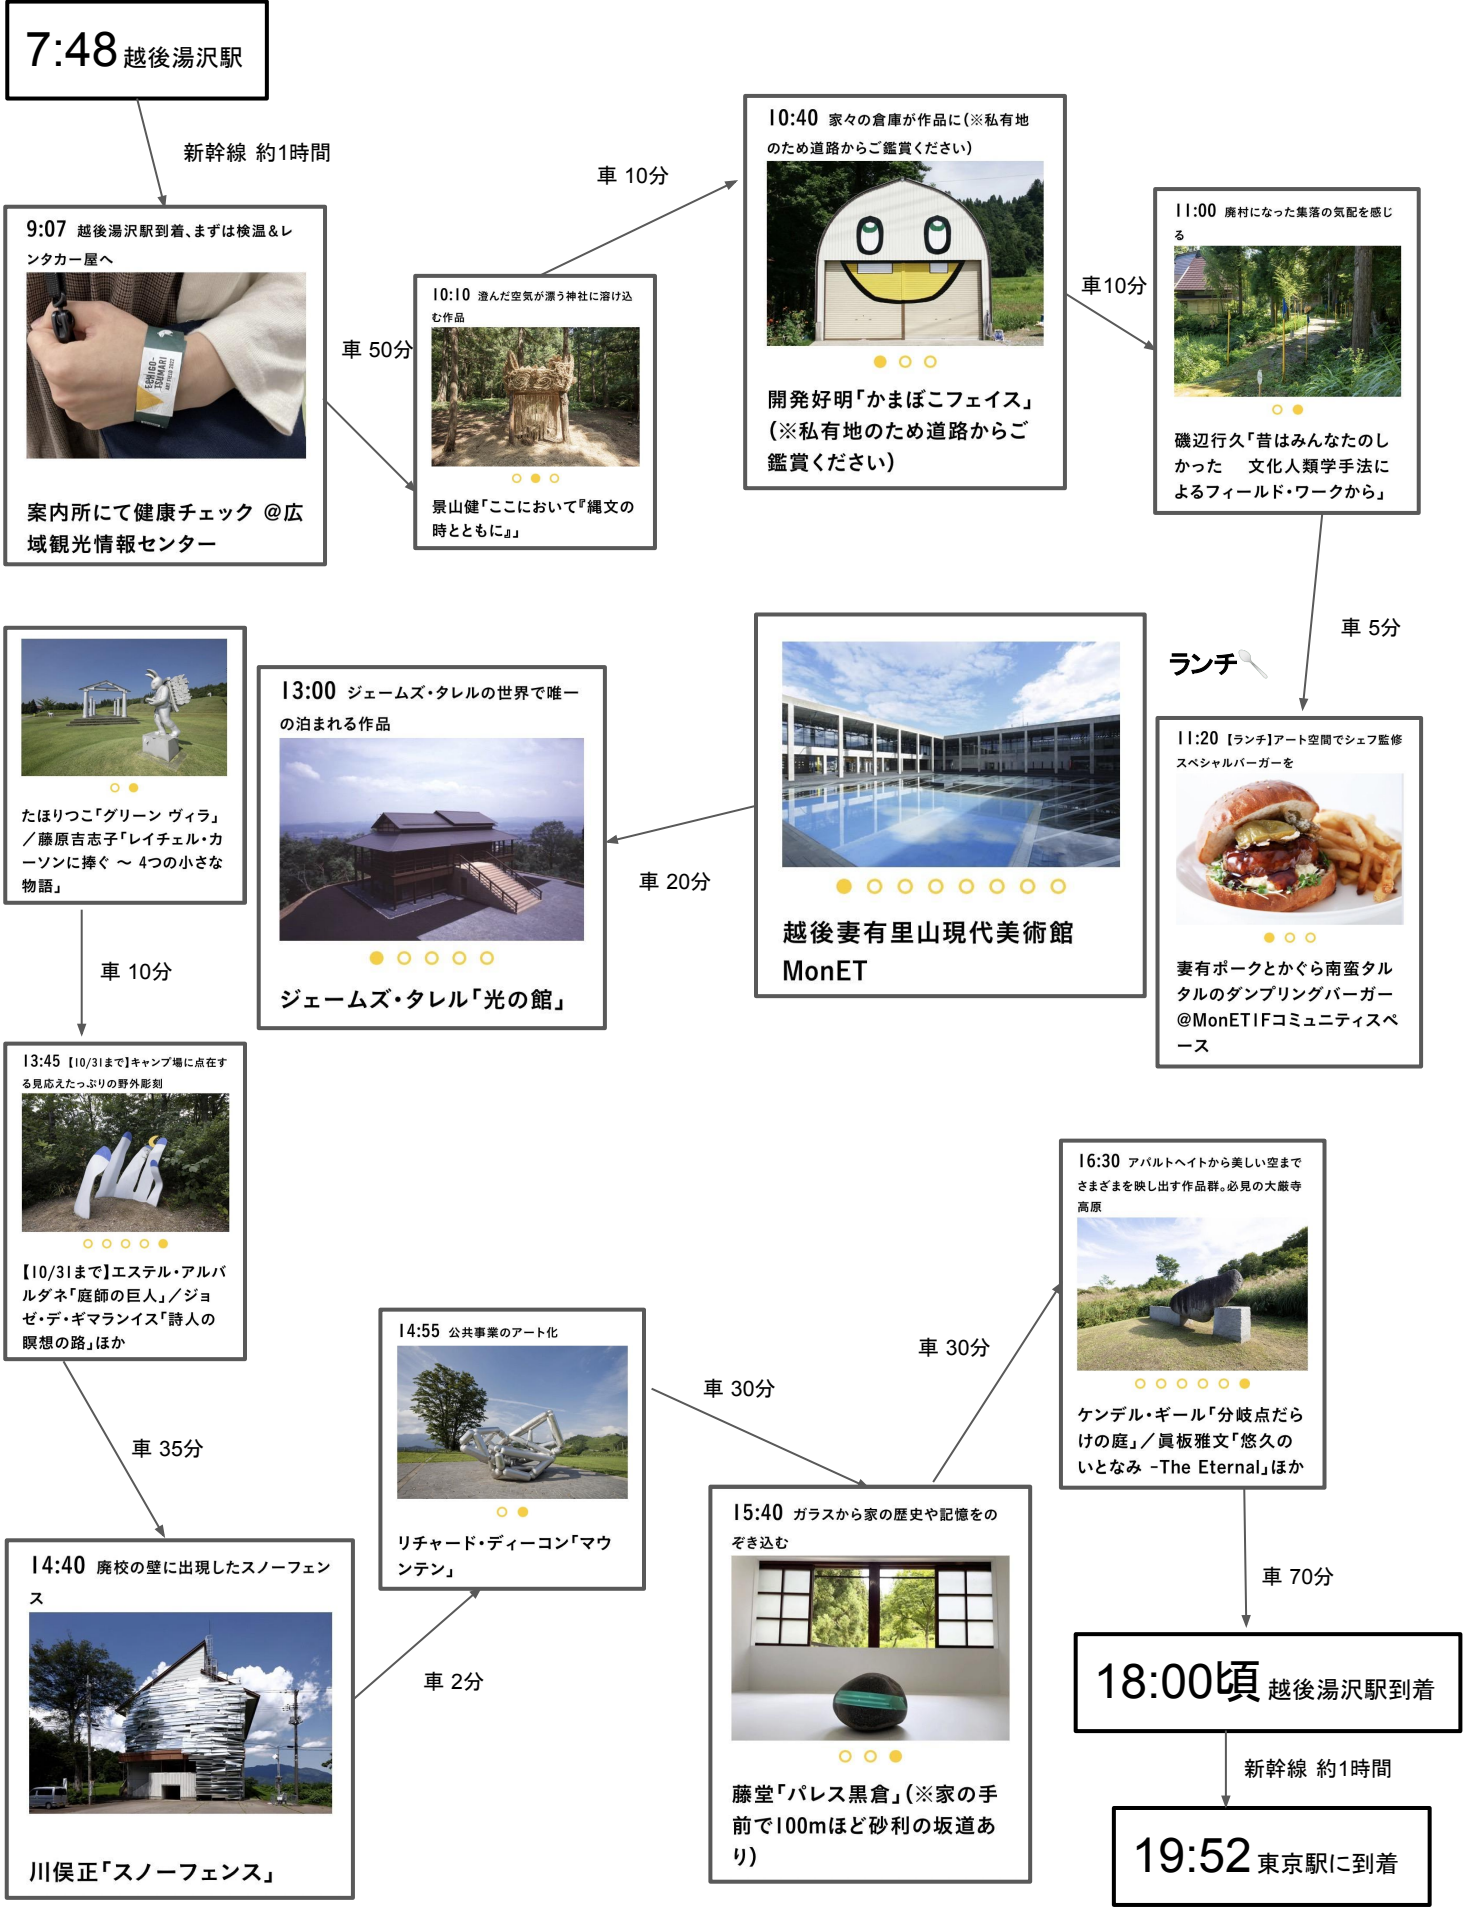 7:48 越後湯沢駅
新幹線 約1時間
9:07 越後湯沢駅到着、まずは検温&レ
ンタカー屋へ
ECHIGO-
TSUMARI
ART FIELD 2022
案内所にて健康チェック @広
域観光情報センター
車 50分
10:10 澄んだ空気が漂う神社に溶け込
む作品
景山健「ここにおいて『縄文の
時とともに』」
車 10分
10:40 家々の倉庫が作品に(※私有地
のため道路からご鑑賞ください)
開発好明「かまぼこフェイス」
(※私有地のため道路からご
鑑賞ください)
車10分
11:00 廃村になった集落の気配を感じ
る
磯辺行久「昔はみんなたのし
かった 文化人類学手法に
よるフィールド・ワークから」
車 5分
ランチ
11:20 【ランチ】アート空間でシェフ監修
スペシャルバーガーを
妻有ポークとかぐら南蛮タル
タルのダンプリングバーガー
@MonET1Fコミュニティスペ
ース
越後妻有里山現代美術館
MonET
車 20分
13:00 ジェームズ・タレルの世界で唯一
の泊まれる作品
ジェームズ・タレル「光の館」
たほりつこ「グリーン ヴィラ」
/藤原吉志子「レイチェル・カ
ーソンに捧ぐ ~ 4つの小さな
物語」
車 10分
13:45 【10/31まで】キャンプ場に点在す
る見応えたっぷりの野外彫刻
【10/31まで】エステル・アルバ
ルダネ「庭師の巨人」/ジョ
ゼ・デ・ギマランイス「詩人の
瞑想の路」ほか
車 35分
14:40 廃校の壁に出現したスノーフェン
ス
川俣正「スノーフェンス」
車 2分
14:55 公共事業のアート化
リチャード・ディーコン「マウ
ンテン」
車 30分
15:40 ガラスから家の歴史や記憶をの
ぞき込む
藤堂「パレス黒倉」(※家の手
前で100mほど砂利の坂道あ
り)
車 30分
16:30 アパルトヘイトから美しい空まで
さまざまを映し出す作品群。必見の大厳寺
高原
ケンデル・ギール「分岐点だら
けの庭」/眞板雅文「悠久の
いとなみ -The Eternal」ほか
車 70分
18:00頃 越後湯沢駅到着
新幹線 約1時間
19:52 東京駅に到着